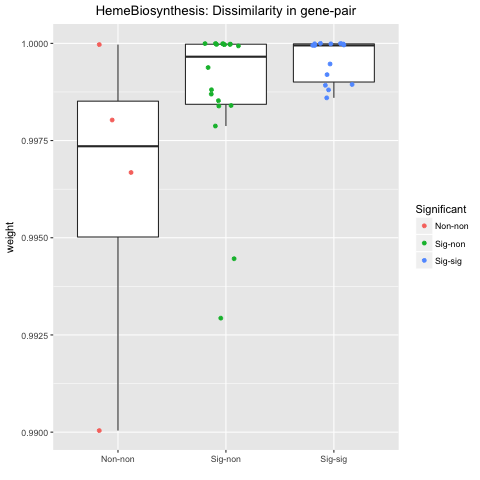 HemeBiosynthesis: Dissimilarity in gene-pair
weight
1.0000
0.9975
0.9950
0.9925
0.9900
Non-non
Sig-non
Sig-sig
Significant
Non-non
Sig-non
Sig-sig